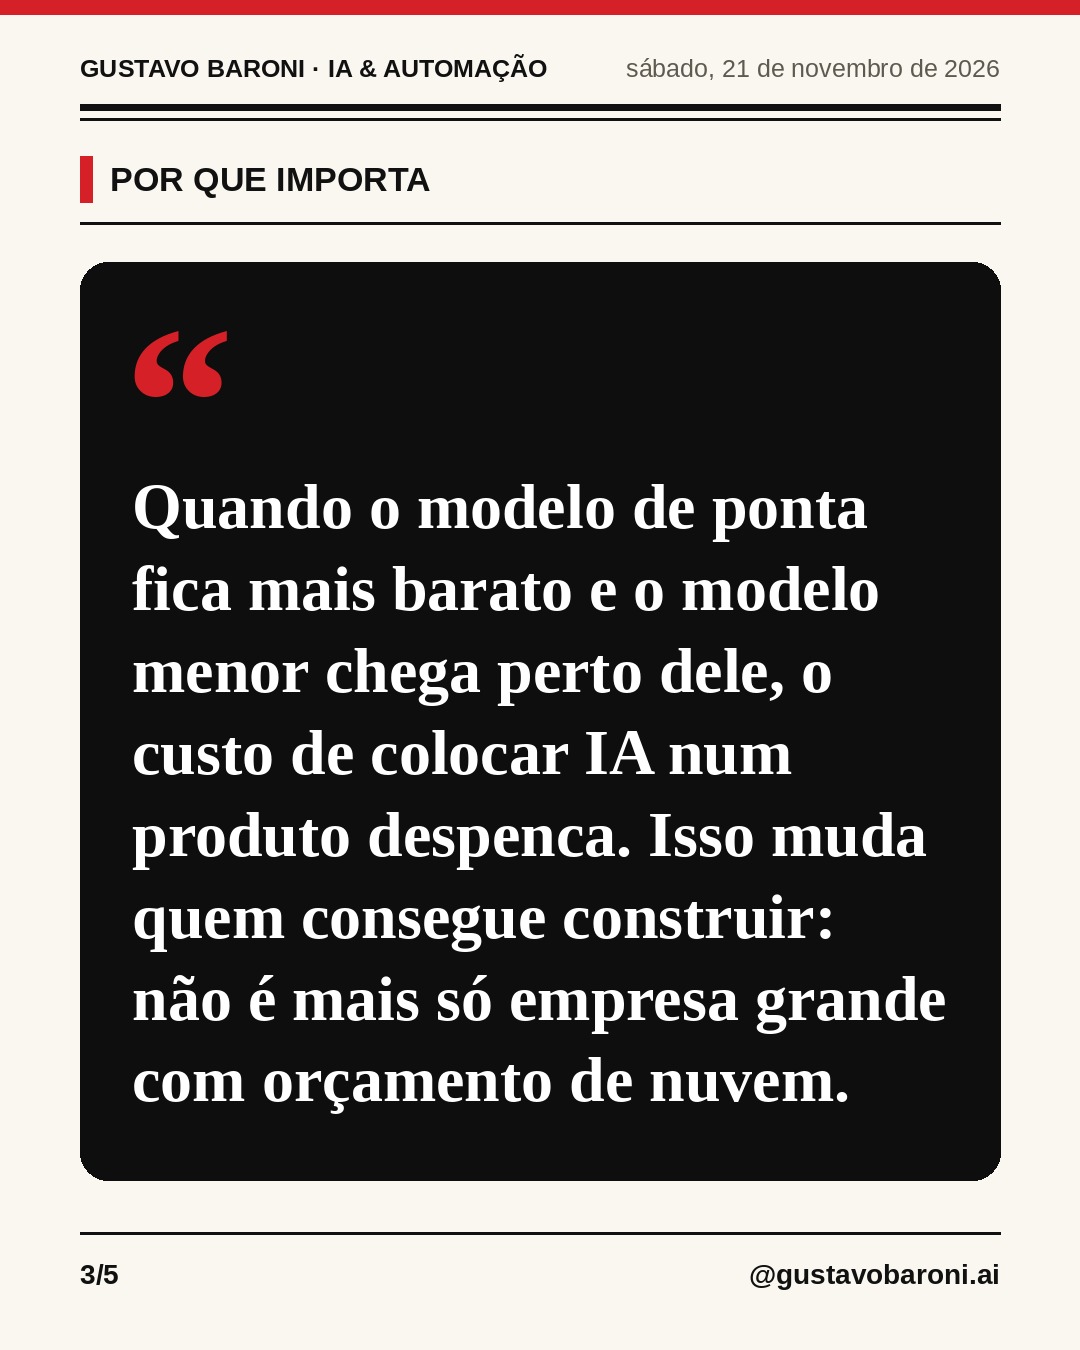 GUSTAVO BARONI · IA & AUTOMAÇÃO
sábado, 21 de novembro de 2026
POR QUE IMPORTA
“
Quando o modelo de ponta
fica mais barato e o modelo
menor chega perto dele, o
custo de colocar IA num
produto despenca. Isso muda
quem consegue construir:
não é mais só empresa grande
com orçamento de nuvem.
3/5
@gustavobaroni.ai